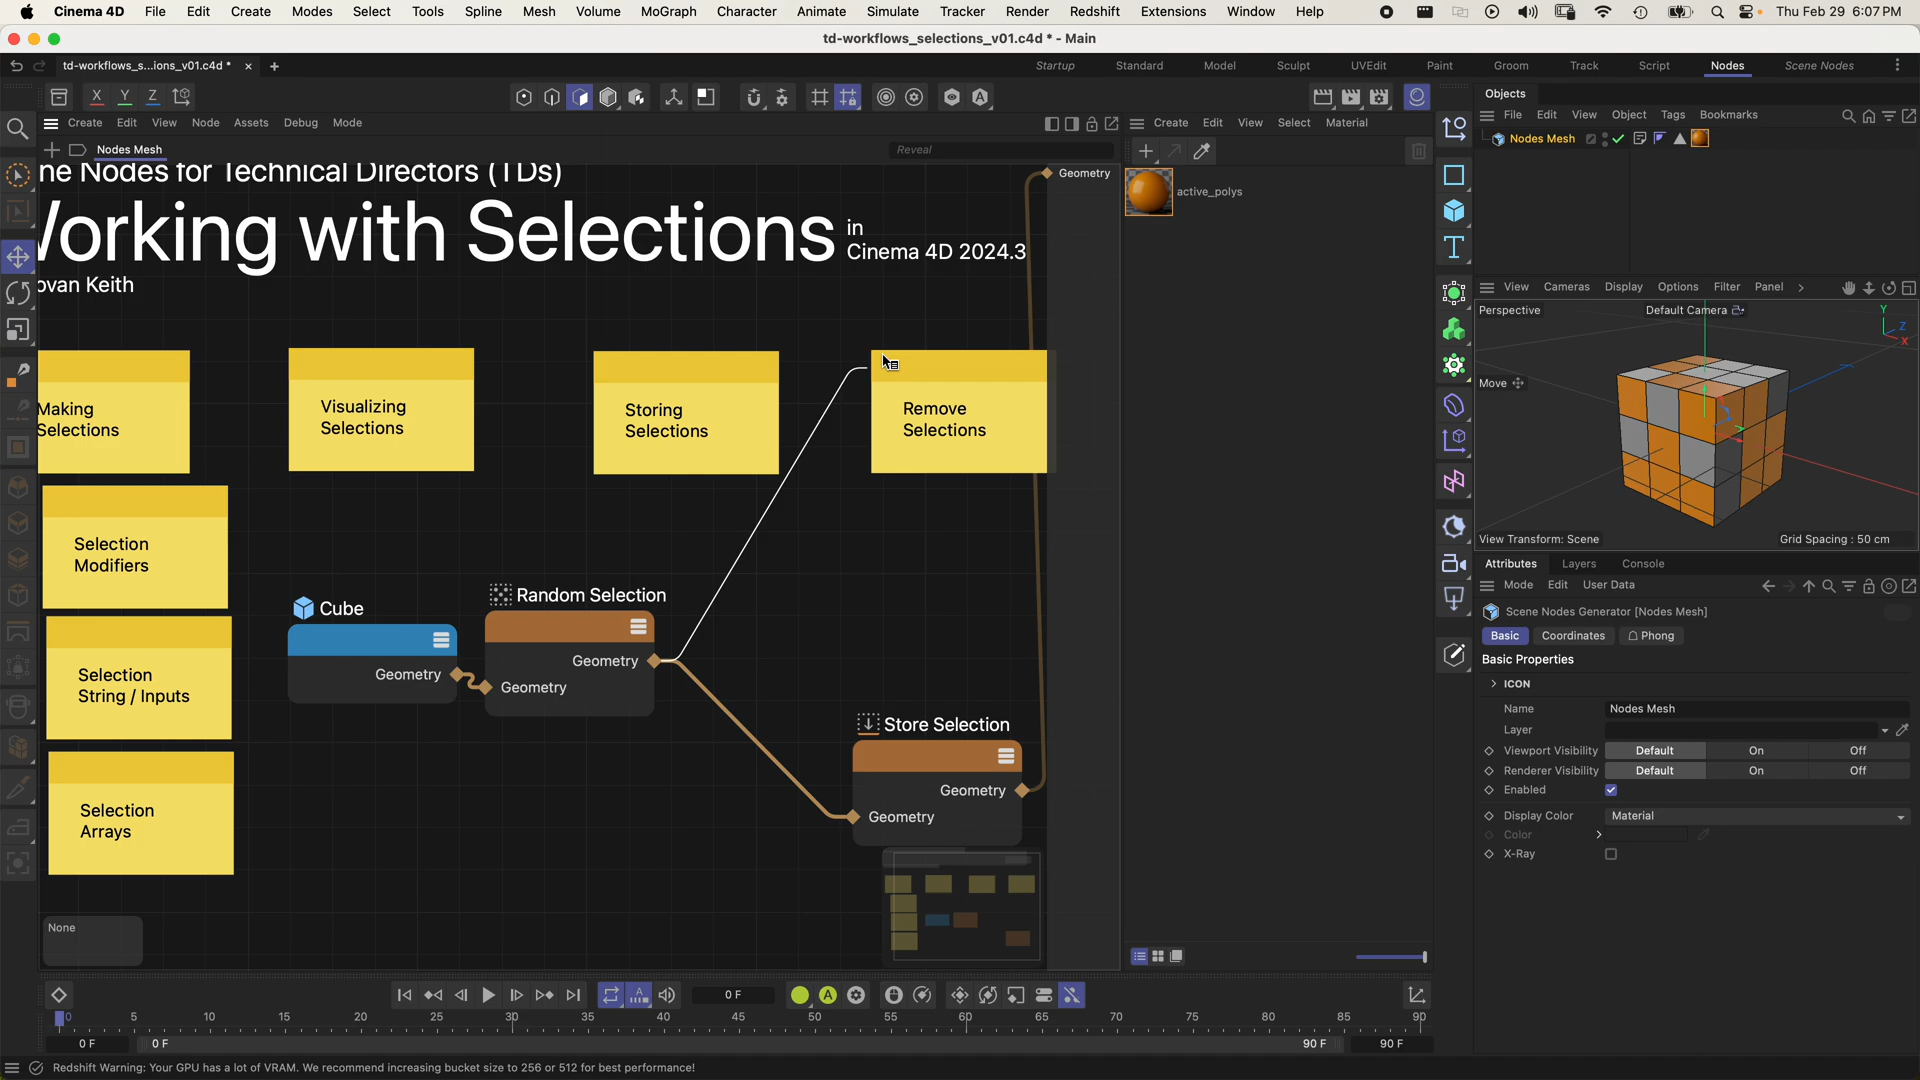 Cinema 4D File Edit Create Modes Select Tools Spline Mesh Volume MoGraph Character Animate Simulate Tracker Render Redshift Extensions Window Help Thu Feb 29 6:07 PM
td-workflows_selections_v01.c4d * - Main
td-workflows_s...ions_v01.c4d * Startup Standard Model Sculpt UVEdit Paint Groom Track Script Nodes Scene Nodes
X Y Z
Create Edit View Node Assets Debug Mode
Nodes Mesh
Reveal
ne Nodes for Technical Directors (TDs)
orking with Selections in
Cinema 4D 2024.3
ovan Keith
Geometry
Making
Selections
Visualizing
Selections
Storing
Selections
Remove
Selections
Selection
Modifiers
Selection
String / Inputs
Selection
Arrays
Cube
Geometry
Random Selection
Geometry
Geometry
Store Selection
Geometry
Geometry
None
Create Edit View Select Material
active_polys
Objects
File Edit View Object Tags Bookmarks
Nodes Mesh
View Cameras Display Options Filter Panel
Perspective
Default Camera
Y
Z
X
Move
View Transform: Scene
Grid Spacing : 50 cm
Attributes Layers Console
Mode Edit User Data
Scene Nodes Generator [Nodes Mesh]
Basic Coordinates Phong
Basic Properties
ICON
Name Nodes Mesh
Layer
Viewport Visibility Default On Off
Renderer Visibility Default On Off
Enabled
Display Color Material
Color
X-Ray
0 F
0 5 10 15 20 25 30 35 40 45 50 55 60 65 70 75 80 85 90
0 F 0 F 90 F 90 F
Redshift Warning: Your GPU has a lot of VRAM. We recommend increasing bucket size to 256 or 512 for best performance!